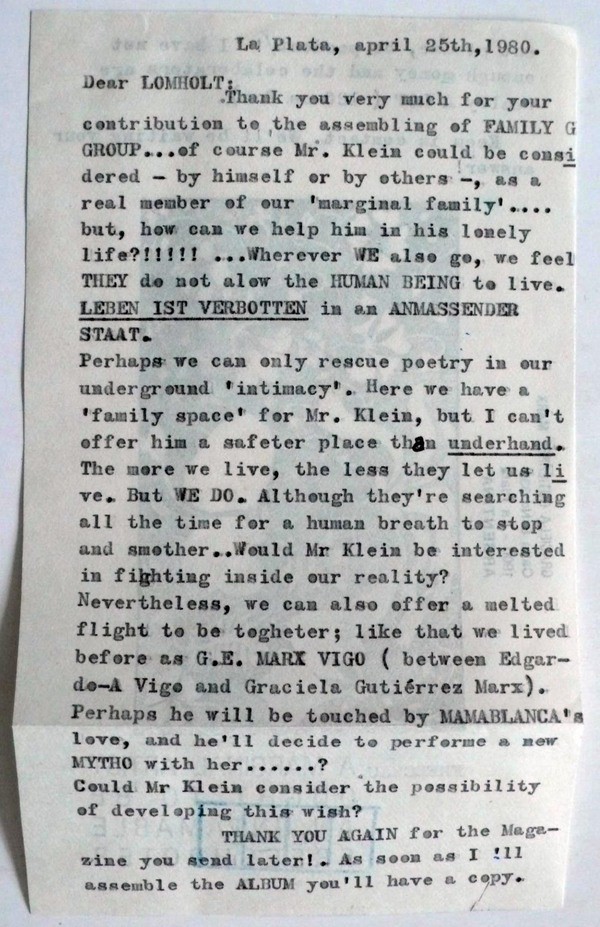 La Plata, april 25th,1980.
Dear LOMHOLT:
Thank you very much for your
contribution to the assembling of FAMILY G
GROUP...of course Mr. Klein could be consi
dered - by himself or by others -, as a
real member of our 'marginal family'....
but, how can we help him in his lonely
life?!!!!! ...Wherever WE also go, we feel
THEY do not alow the HUMAN BEING to live.
LEBEN IST VERBOTTEN in an ANMASSENDER
STAAT.
Perhaps we can only rescue poetry in our
underground 'intimacy'. Here we have a
'family space' for Mr. Klein, but I can't
offer him a safeter place than underhand.
The more we live, the less they let us li
ve. But WE DO. Although they're searching
all the time for a human breath to stop
and smother..Would Mr Klein be interested
in fighting inside our reality?
Nevertheless, we can also offer a melted
flight to be togheter; like that we lived
before as G.E. MARX VIGO ( between Edgar-
do-A Vigo and Graciela Gutiérrez Marx).
Perhaps he will be touched by MAMABLANCA's
love, and he'll decide to performe a new
MYTHO with her......?
Could Mr Klein consider the possibility
of developing this wish?
THANK YOU AGAIN for the Maga-
zine you send later!. As soon as I 'll
assemble the ALBUM you'll have a copy.